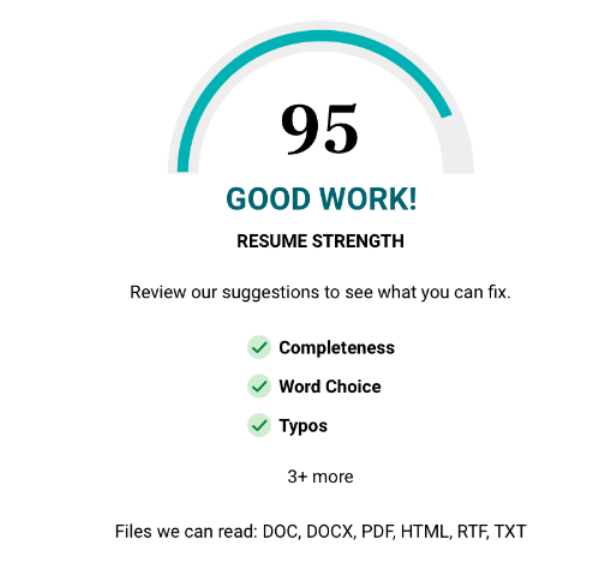 95
GOOD WORK!
RESUME STRENGTH
Review our suggestions to see what you can fix.
Completeness
Word Choice
Typos
3+ more
Files we can read: DOC, DOCX, PDF, HTML, RTF, TXT